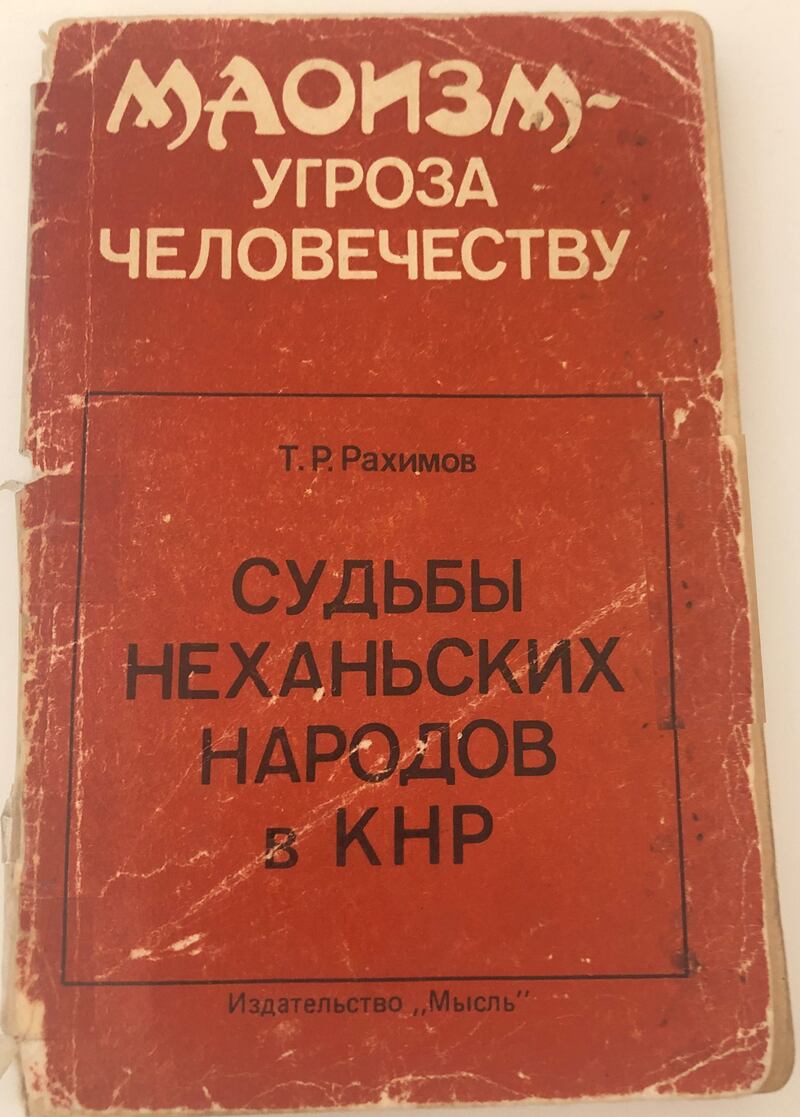 МАОИЗМ-
УГРОЗА
ЧЕЛОВЕЧЕСТВУ
Т. Р. Рахимов
СУДЬБЫ
НЕХАНЬСКИХ
НАРОДОВ
в КНР
Издательство „Мысль"